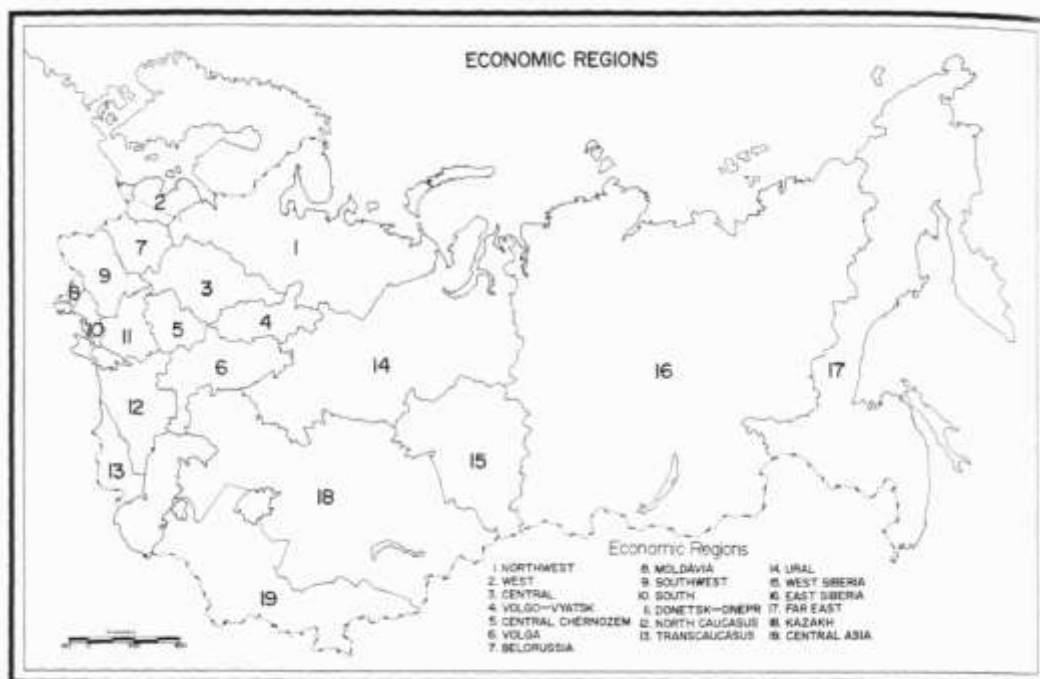 ECONOMIC REGIONS
2
1
7
9
3
8
10
11
5
4
6
14
16
17
12
13
15
18
19
Economic Regions
1 NORTHWEST
2 WEST
3 CENTRAL
4 VOLGO-VYATSK
5 CENTRAL CHERNOZEM
6 VOLGA
7 BELORUSSIA
8 MOLDAVIA
9 SOUTHWEST
10 SOUTH
11 DONETSK-DNEPR
12 NORTH CAUCASUS
13 TRANSCAUCASUS
14 URAL
15 WEST SIBERIA
16 EAST SIBERIA
17 FAR EAST
18 KAZAKH
19 CENTRAL ASIA